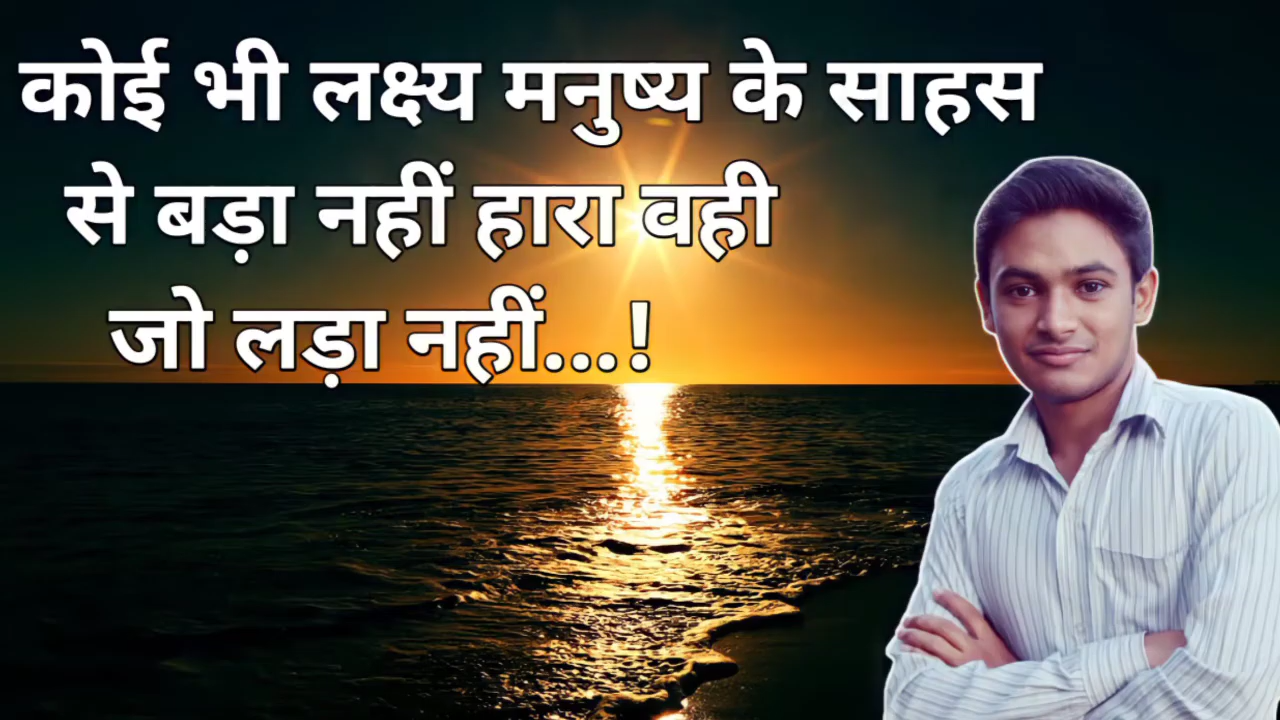 कोई भी लक्ष्य मनुष्य के साहस
से बड़ा नहीं हारा वही
जो लड़ा नहीं...!